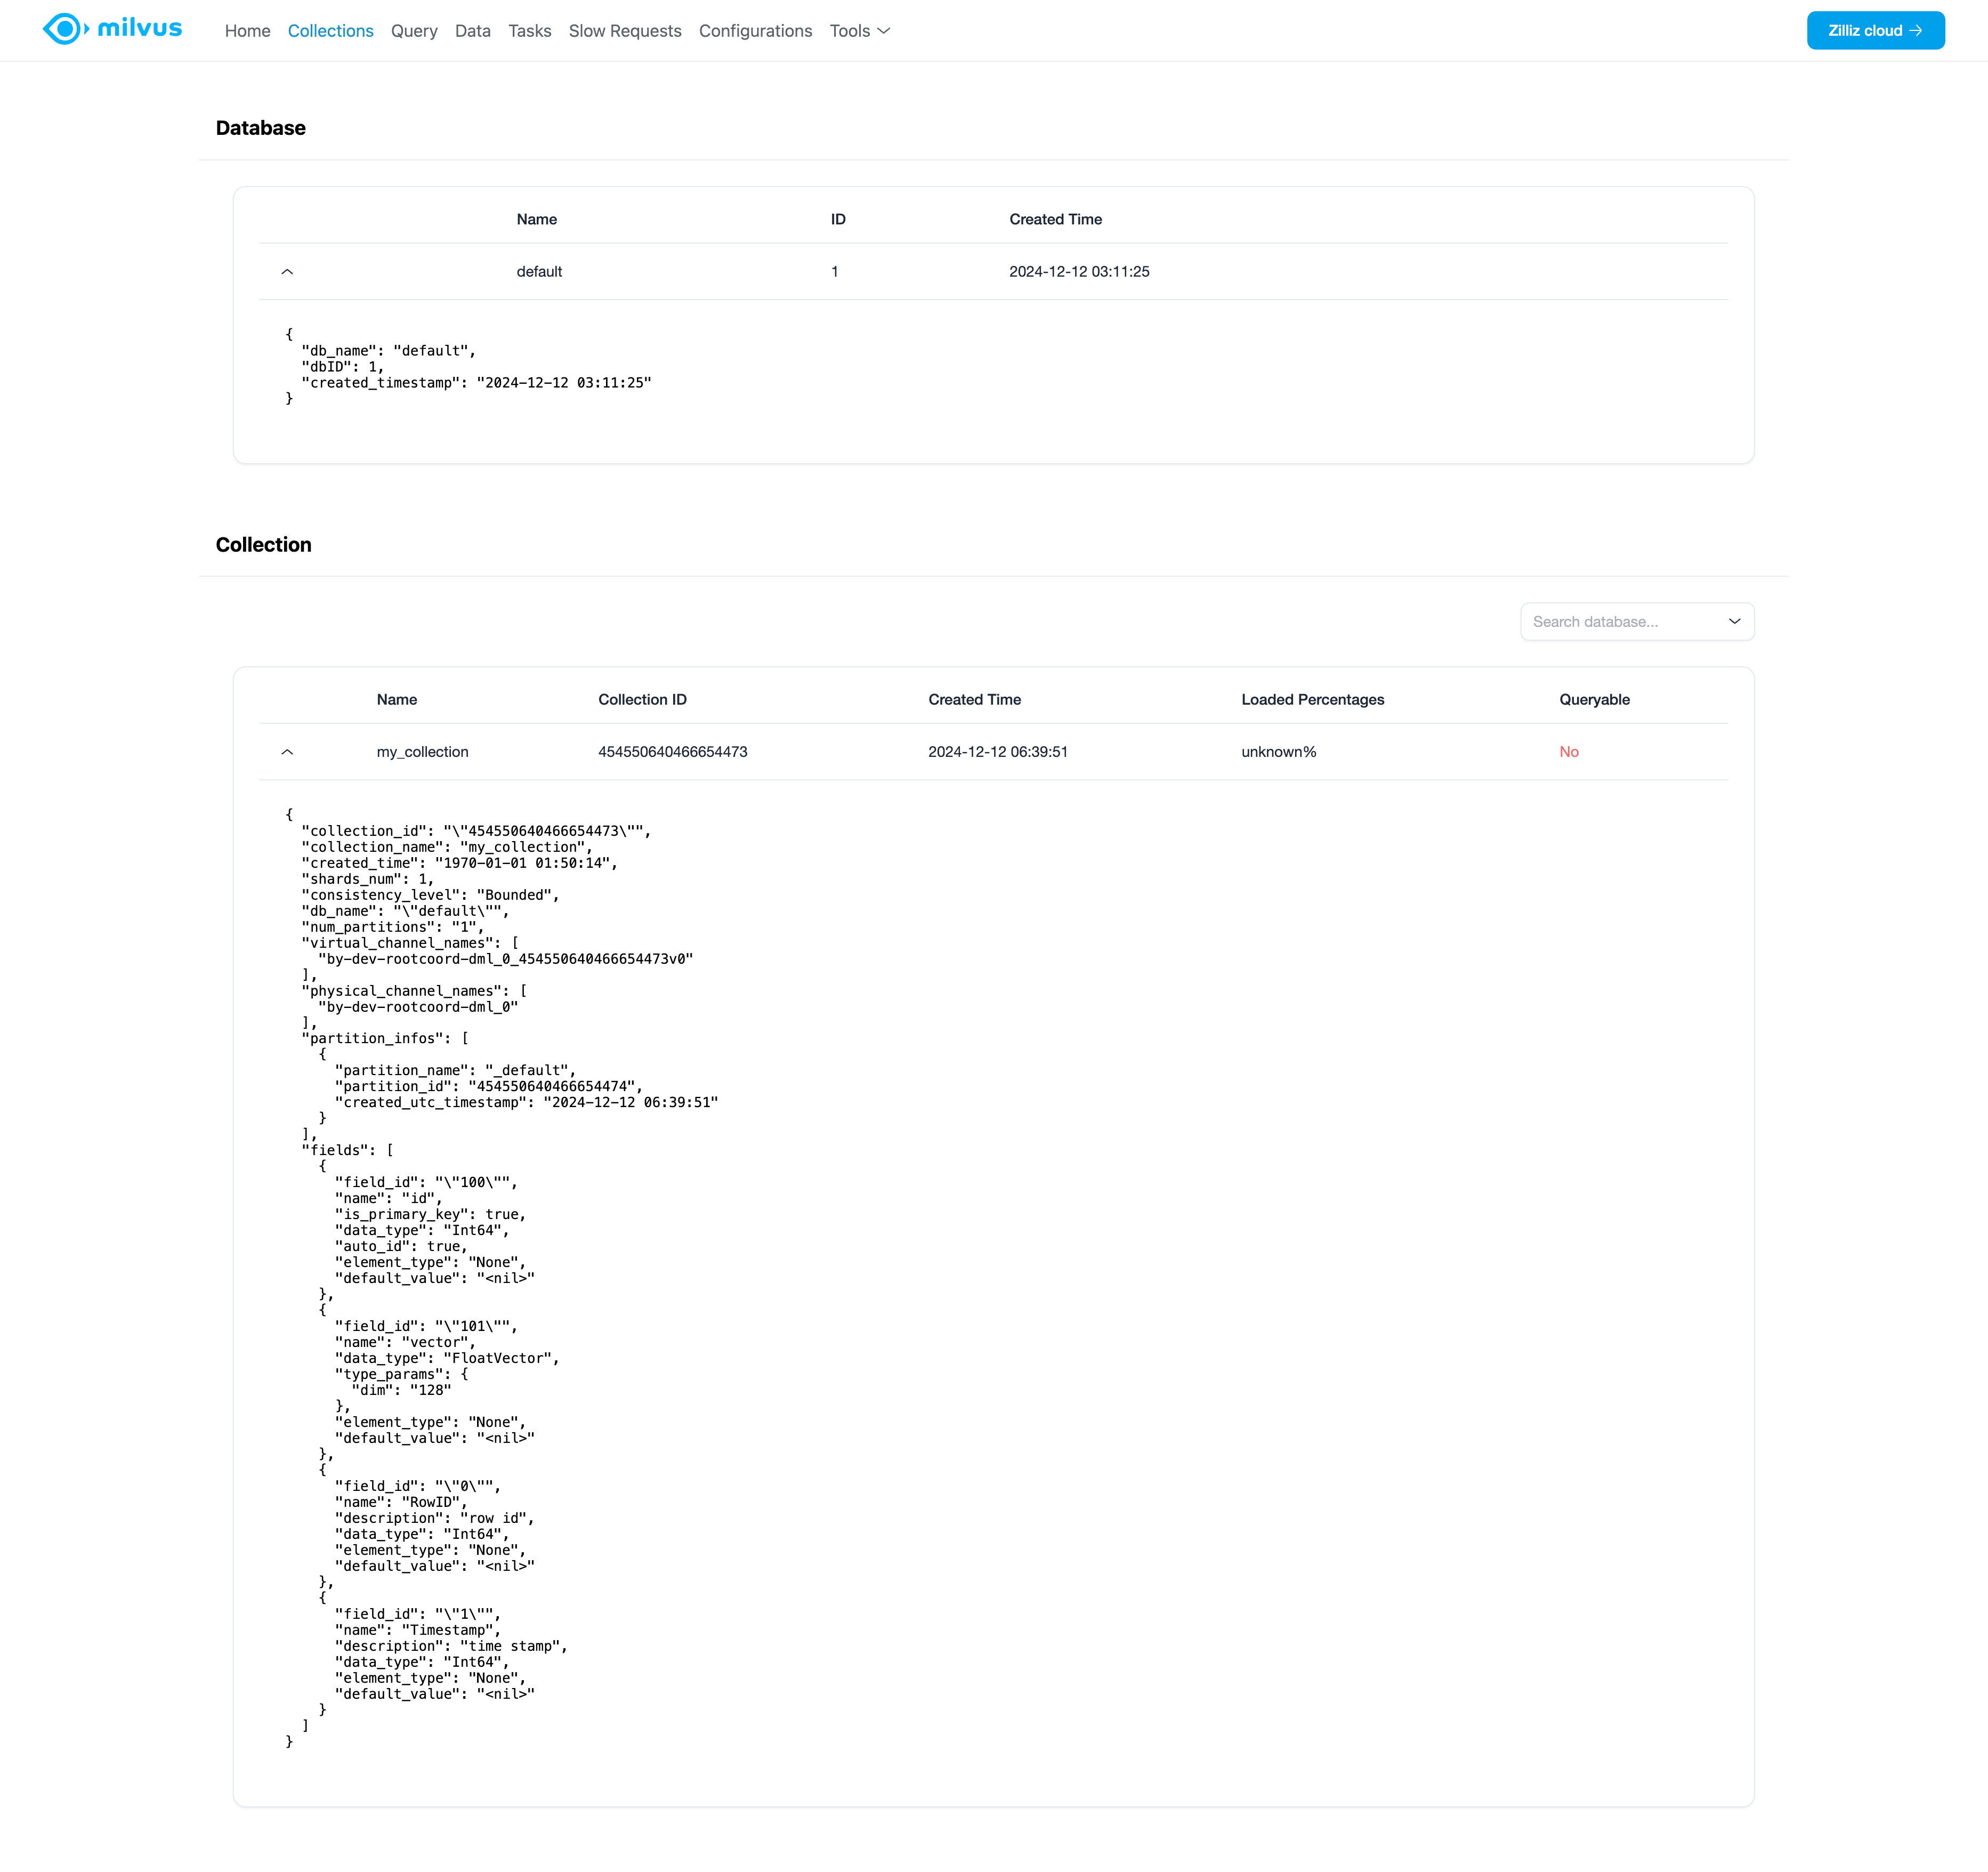 milvus Home Collections Query Data Tasks Slow Requests Configurations Tools Zilliz cloud →
Database
Name ID Created Time
default 1 2024-12-12 03:11:25
{
  "db_name": "default",
  "dbID": 1,
  "created_timestamp": "2024-12-12 03:11:25"
}
Collection
Search database...
Name Collection ID Created Time Loaded Percentages Queryable
my_collection 454550640466654473 2024-12-12 06:39:51 unknown% No
{
  "collection_id": "\"454550640466654473\"",
  "collection_name": "my_collection",
  "created_time": "1970-01-01 01:50:14",
  "shards_num": 1,
  "consistency_level": "Bounded",
  "db_name": "\"default\"",
  "num_partitions": "1",
  "virtual_channel_names": [
    "by-dev-rootcoord-dml_0_454550640466654473v0"
  ],
  "physical_channel_names": [
    "by-dev-rootcoord-dml_0"
  ],
  "partition_infos": [
    {
      "partition_name": "_default",
      "partition_id": "454550640466654474",
      "created_utc_timestamp": "2024-12-12 06:39:51"
    }
  ],
  "fields": [
    {
      "field_id": "\"100\"",
      "name": "id",
      "is_primary_key": true,
      "data_type": "Int64",
      "auto_id": true,
      "element_type": "None",
      "default_value": "<nil>"
    },
    {
      "field_id": "\"101\"",
      "name": "vector",
      "data_type": "FloatVector",
      "type_params": {
        "dim": "128"
      },
      "element_type": "None",
      "default_value": "<nil>"
    },
    {
      "field_id": "\"0\"",
      "name": "RowID",
      "description": "row id",
      "data_type": "Int64",
      "element_type": "None",
      "default_value": "<nil>"
    },
    {
      "field_id": "\"1\"",
      "name": "Timestamp",
      "description": "time stamp",
      "data_type": "Int64",
      "element_type": "None",
      "default_value": "<nil>"
    }
  ]
}